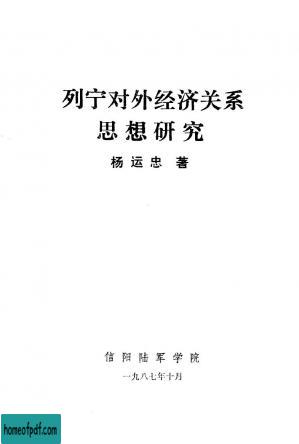 列宁对外经济关系
思想研究
杨运忠 著
信阳陆军学院
一九八七年十月
homeofpdf.com